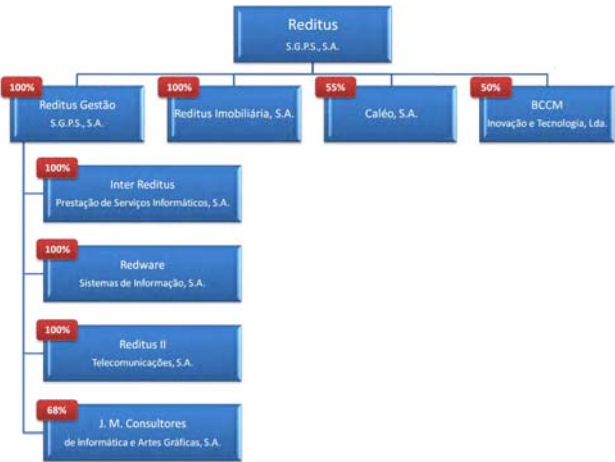 Reditus
S.G.P.S., S.A.
100%
Reditus Gestão
S.G.P.S., S.A.
100%
Reditus Imobiliária, S.A.
55%
Caléo, S.A.
50%
BCCM
Inovação e Tecnologia, Lda.
100%
Inter Reditus
Prestação de Serviços Informáticos, S.A.
100%
Redware
Sistemas de Informação, S.A.
100%
Reditus II
Telecomunicações, S.A.
68%
J. M. Consultores
de Informática e Artes Gráficas, S.A.